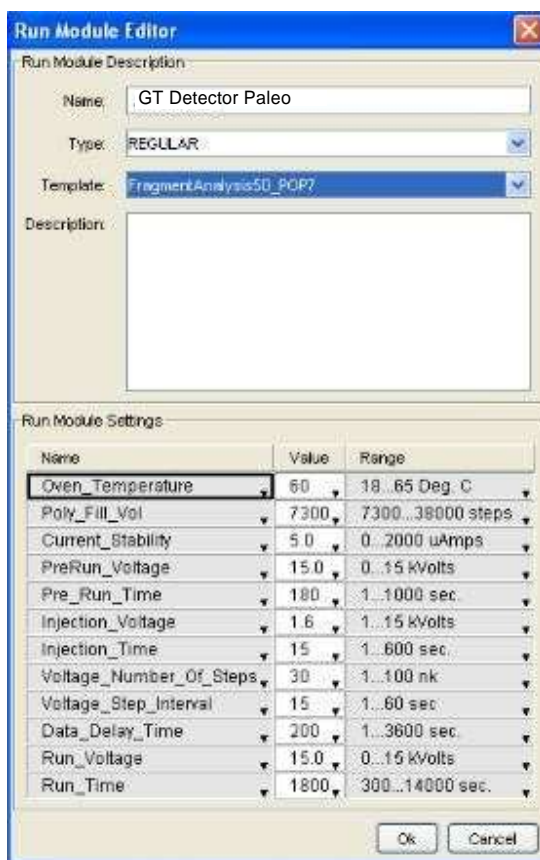 Run Module Editor
Run Module Description
Name: GT Detector Paleo
Type: REGULAR
Template: FragmentAnalysis50_POP7
Description:
Run Module Settings
Name Value Range
Oven_Temperature 60 18...65 Deg. C
Poly_Fill_Vol 7300 7300...38000 steps
Current_Stability 5.0 0...2000 uAmps
PreRun_Voltage 15.0 0...15 kVolts
Pre_Run_Time 180 1...1000 sec.
Injection_Voltage 1.6 1...15 kVolts
Injection_Time 15 1...600 sec.
Voltage_Number_Of_Steps 30 1...100 nk
Voltage_Step_Interval 15 1...60 sec
Data_Delay_Time 200 1...3600 sec.
Run_Voltage 15.0 0...15 kVolts
Run_Time 1800 300...14000 sec.
Ok Cancel